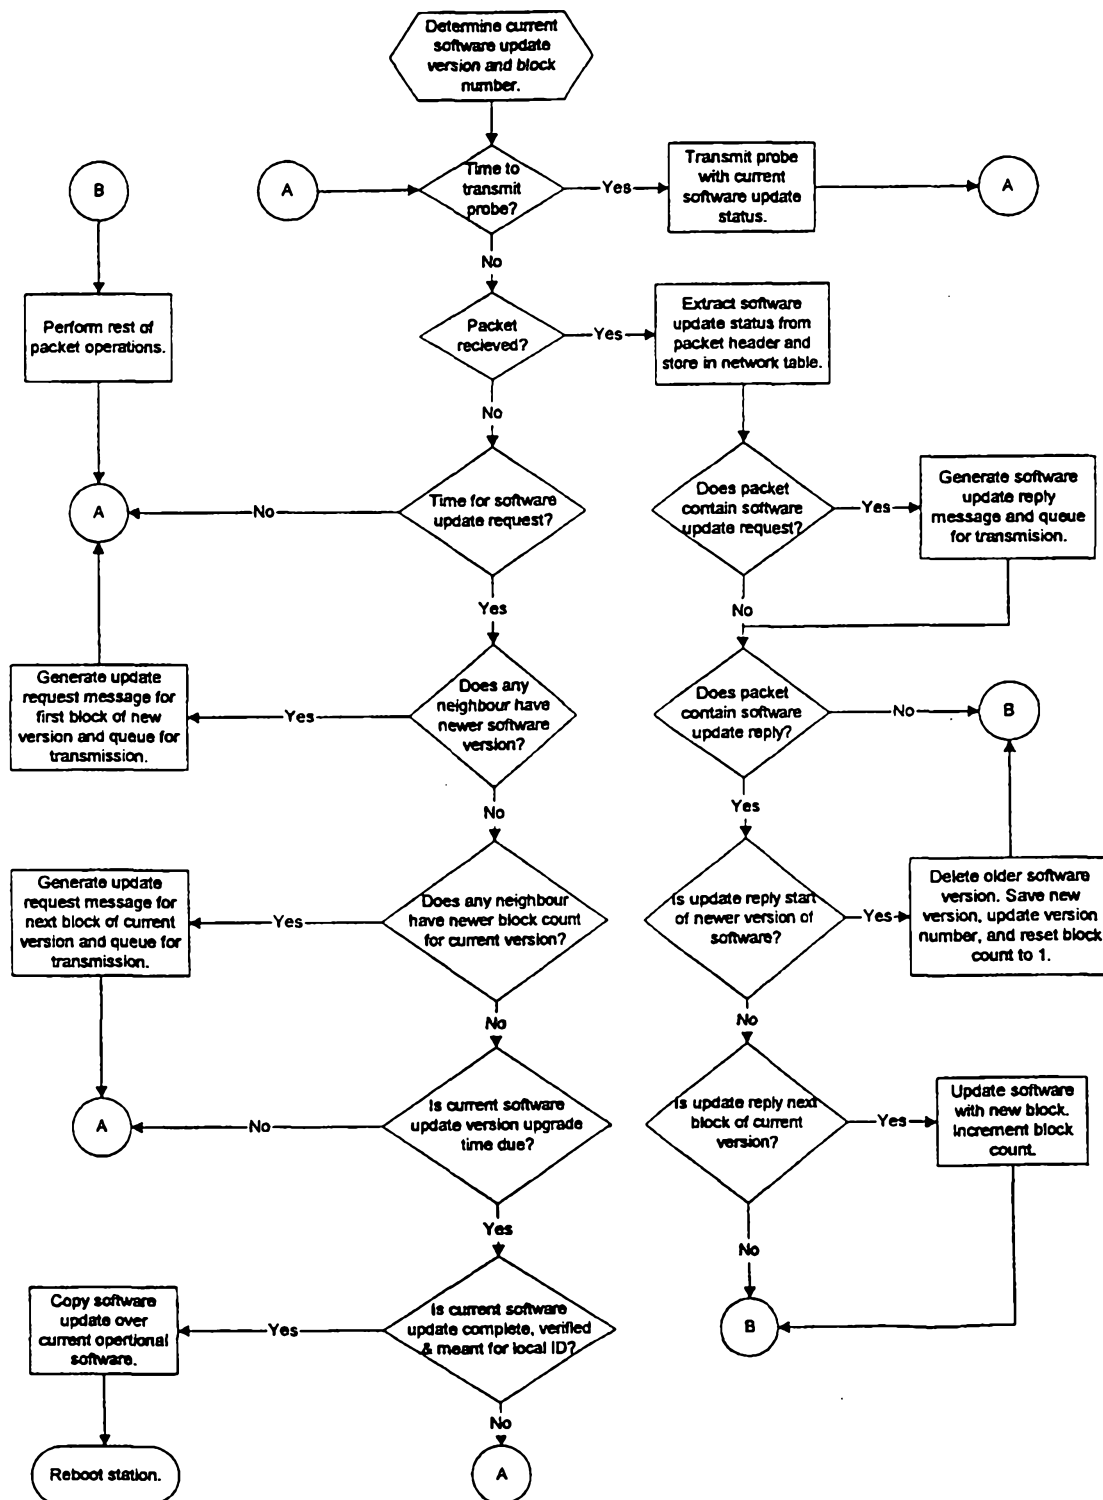 Determine current
software update
version and block
number.
B
A
Time to
transmit
probe?
Yes
Transmit probe
with current
software update
status.
A
No
Perform rest of
packet operations.
Packet
recieved?
Yes
Extract software
update status from
packet header and
store in network table.
No
A
No
Time for software
update request?
Does packet
contain software
update request?
Yes
Generate software
update reply
message and queue
for transmision.
Yes
No
Generate update
request message for
first block of new
version and queue for
transmission.
Yes
Does any
neighbour have
newer software
version?
Does packet
contain software
update reply?
No
B
No
Yes
Generate update
request message for
next block of current
version and queue for
transmission.
Yes
Does any neighbour
have newer block count
for current version?
Is update reply start
of newer version of
software?
Yes
Delete older software
version. Save new
version, update version
number, and reset block
count to 1.
No
No
A
No
Is current software
update version upgrade
time due?
Is update reply next
block of current
version?
Yes
Update software
with new block.
Increment block
count.
Yes
No
Copy software
update over
current opertional
software.
Yes
Is current software
update complete, verified
& meant for local ID?
B
No
Reboot station.
A